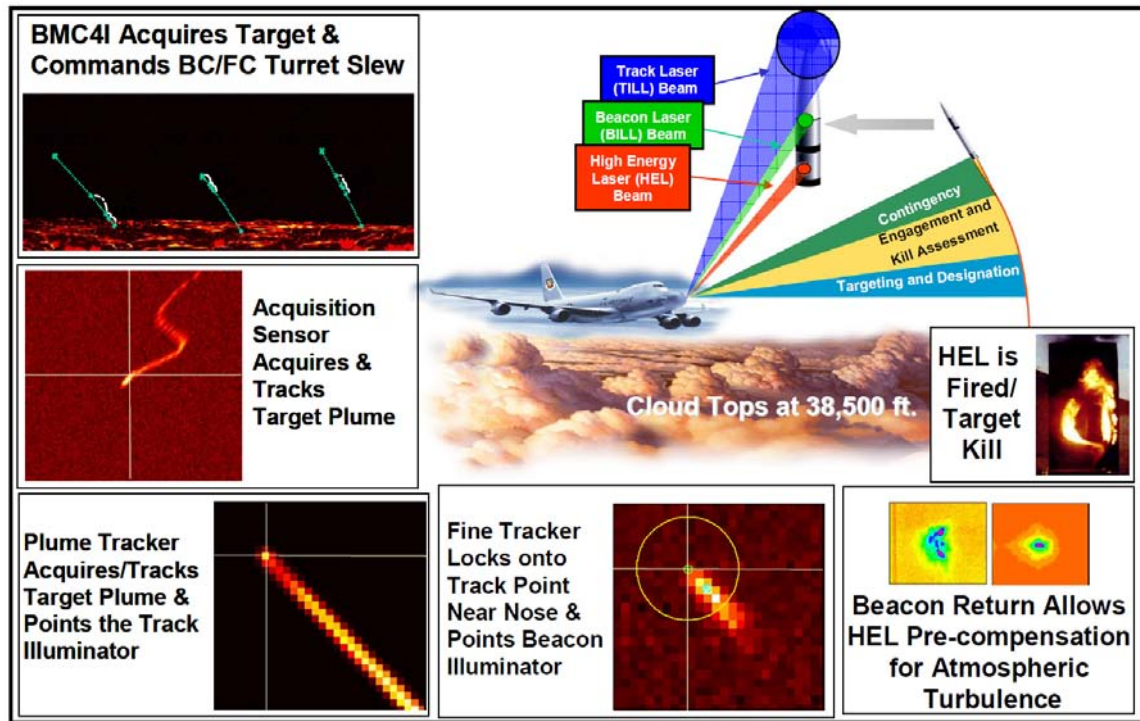 BMC4I Acquires Target &
Commands BC/FC Turret Slew
Track Laser
(TILL) Beam
Beacon Laser
(BILL) Beam
High Energy
Laser (HEL)
Beam
Contingency
Engagement and
Kill Assessment
Targeting and Designation
Acquisition
Sensor
Acquires &
Tracks
Target Plume
Cloud Tops at 38,500 ft.
HEL is
Fired/
Target
Kill
Plume Tracker
Acquires/Tracks
Target Plume &
Points the Track
Illuminator
Fine Tracker
Locks onto
Track Point
Near Nose &
Points Beacon
Illuminator
Beacon Return Allows
HEL Pre-compensation
for Atmospheric
Turbulence